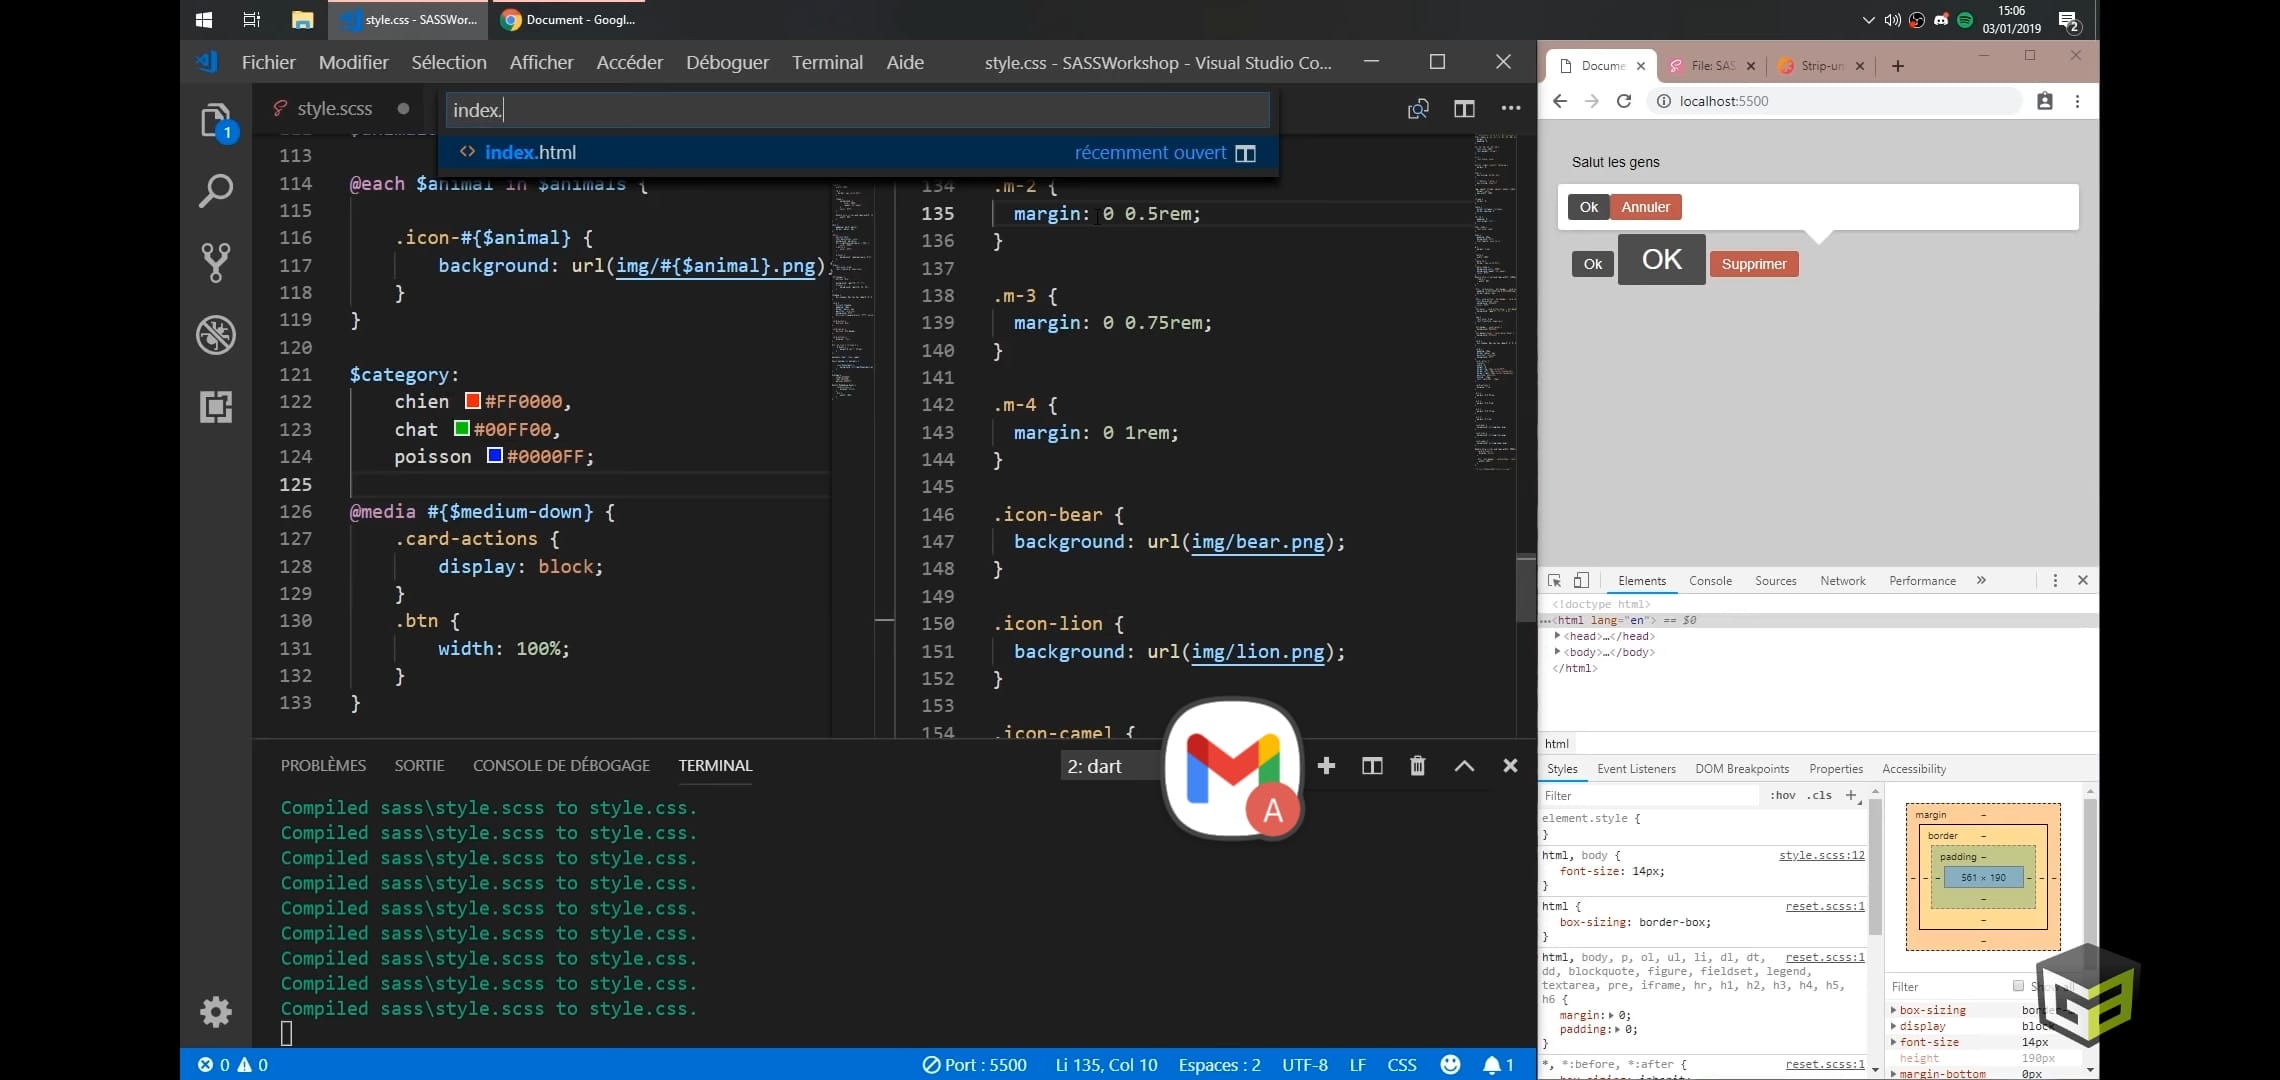 style.css - SASSWor...
Document - Googl...
15:06
03/01/2019
2
Fichier Modifier Sélection Afficher Accéder Déboguer Terminal Aide
style.css - SASSWorkshop - Visual Studio Co...
1
style.scss
index.
index.html
récemment ouvert
113
114 @each $animal in $animals {
115
116 .icon-#{$animal} {
117 background: url(img/#{$animal}.png);
118 }
119 }
120
121 $category:
122 chien #FF0000,
123 chat #00FF00,
124 poisson #0000FF;
125
126 @media #{$medium-down} {
127 .card-actions {
128 display: block;
129 }
130 .btn {
131 width: 100%;
132 }
133 }
134 .m-2 {
135 margin: 0 0.5rem;
136 }
137
138 .m-3 {
139 margin: 0 0.75rem;
140 }
141
142 .m-4 {
143 margin: 0 1rem;
144 }
145
146 .icon-bear {
147 background: url(img/bear.png);
148 }
149
150 .icon-lion {
151 background: url(img/lion.png);
152 }
153
154 .icon-camel {
PROBLÈMES SORTIE CONSOLE DE DÉBOGAGE TERMINAL
2: dart
A
Compiled sass\style.scss to style.css.
Compiled sass\style.scss to style.css.
Compiled sass\style.scss to style.css.
Compiled sass\style.scss to style.css.
Compiled sass\style.scss to style.css.
Compiled sass\style.scss to style.css.
Compiled sass\style.scss to style.css.
Compiled sass\style.scss to style.css.
Compiled sass\style.scss to style.css.
0 0
Port : 5500 Li 135, Col 10 Espaces : 2 UTF-8 LF CSS 1
Docume File: SAS Strip-un
localhost:5500
Salut les gens
Ok Annuler
Ok OK Supprimer
Elements Console Sources Network Performance »
<!doctype html>
...<html lang="en"> == $0
<head>…</head>
<body>…</body>
</html>
html
Styles Event Listeners DOM Breakpoints Properties Accessibility
Filter :hov .cls +
element.style {
}
html, body { style.scss:12
font-size: 14px;
}
html { reset.scss:1
box-sizing: border-box;
}
html, body, p, ol, ul, li, dl, dt, reset.scss:1
dd, blockquote, figure, fieldset, legend,
textarea, pre, iframe, hr, h1, h2, h3, h4, h5,
h6 {
margin: 0;
padding: 0;
}
*, *:before, *:after { reset.scss:1
margin -
border -
padding -
561 × 190
Filter
box-sizing
display block
font-size 14px
height 190px
margin-bottom 0px